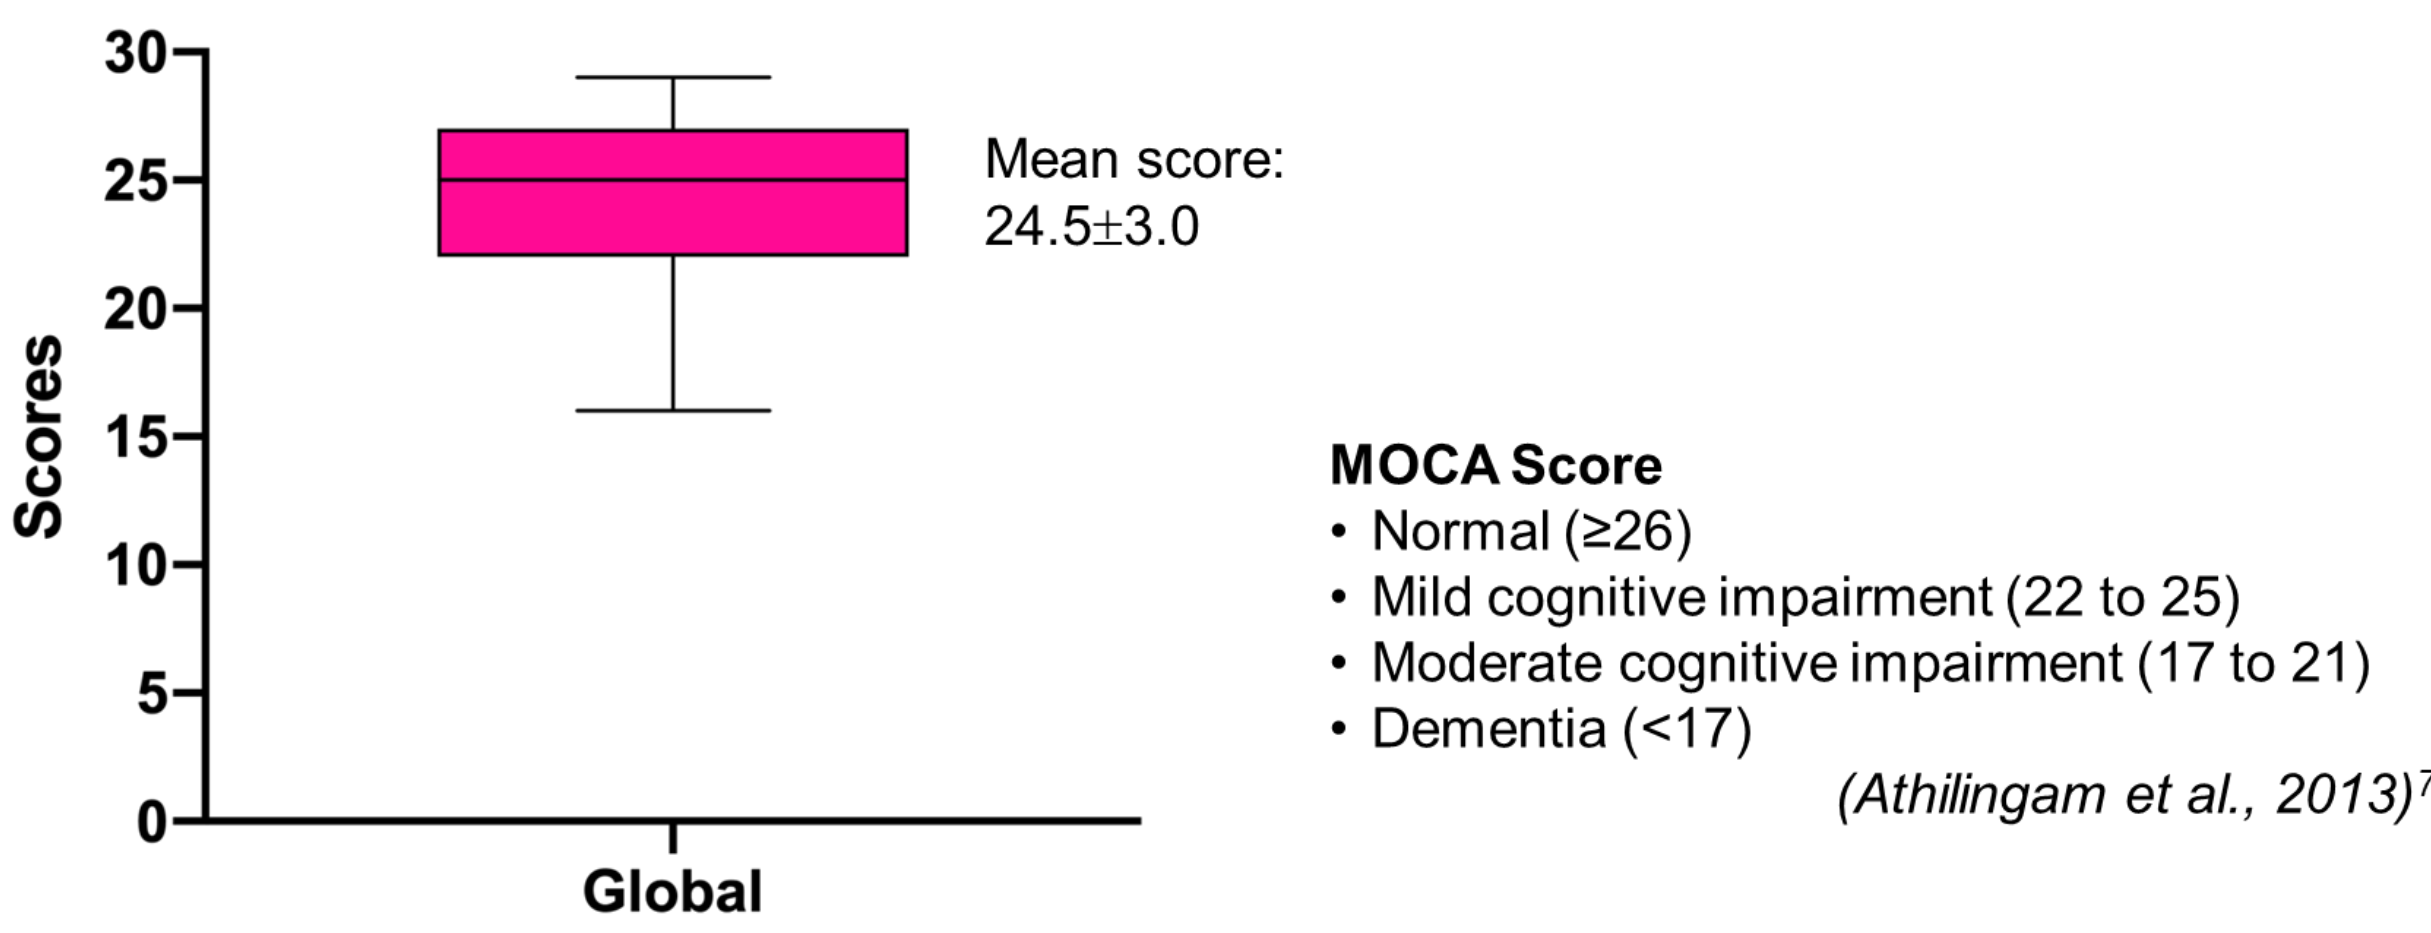 30
25
20
15
10
5
0
Scores
Global
Mean score:
24.5±3.0
MOCA Score
• Normal (≥26)
• Mild cognitive impairment (22 to 25)
• Moderate cognitive impairment (17 to 21)
• Dementia (<17)
(Athilingam et al., 2013)⁷